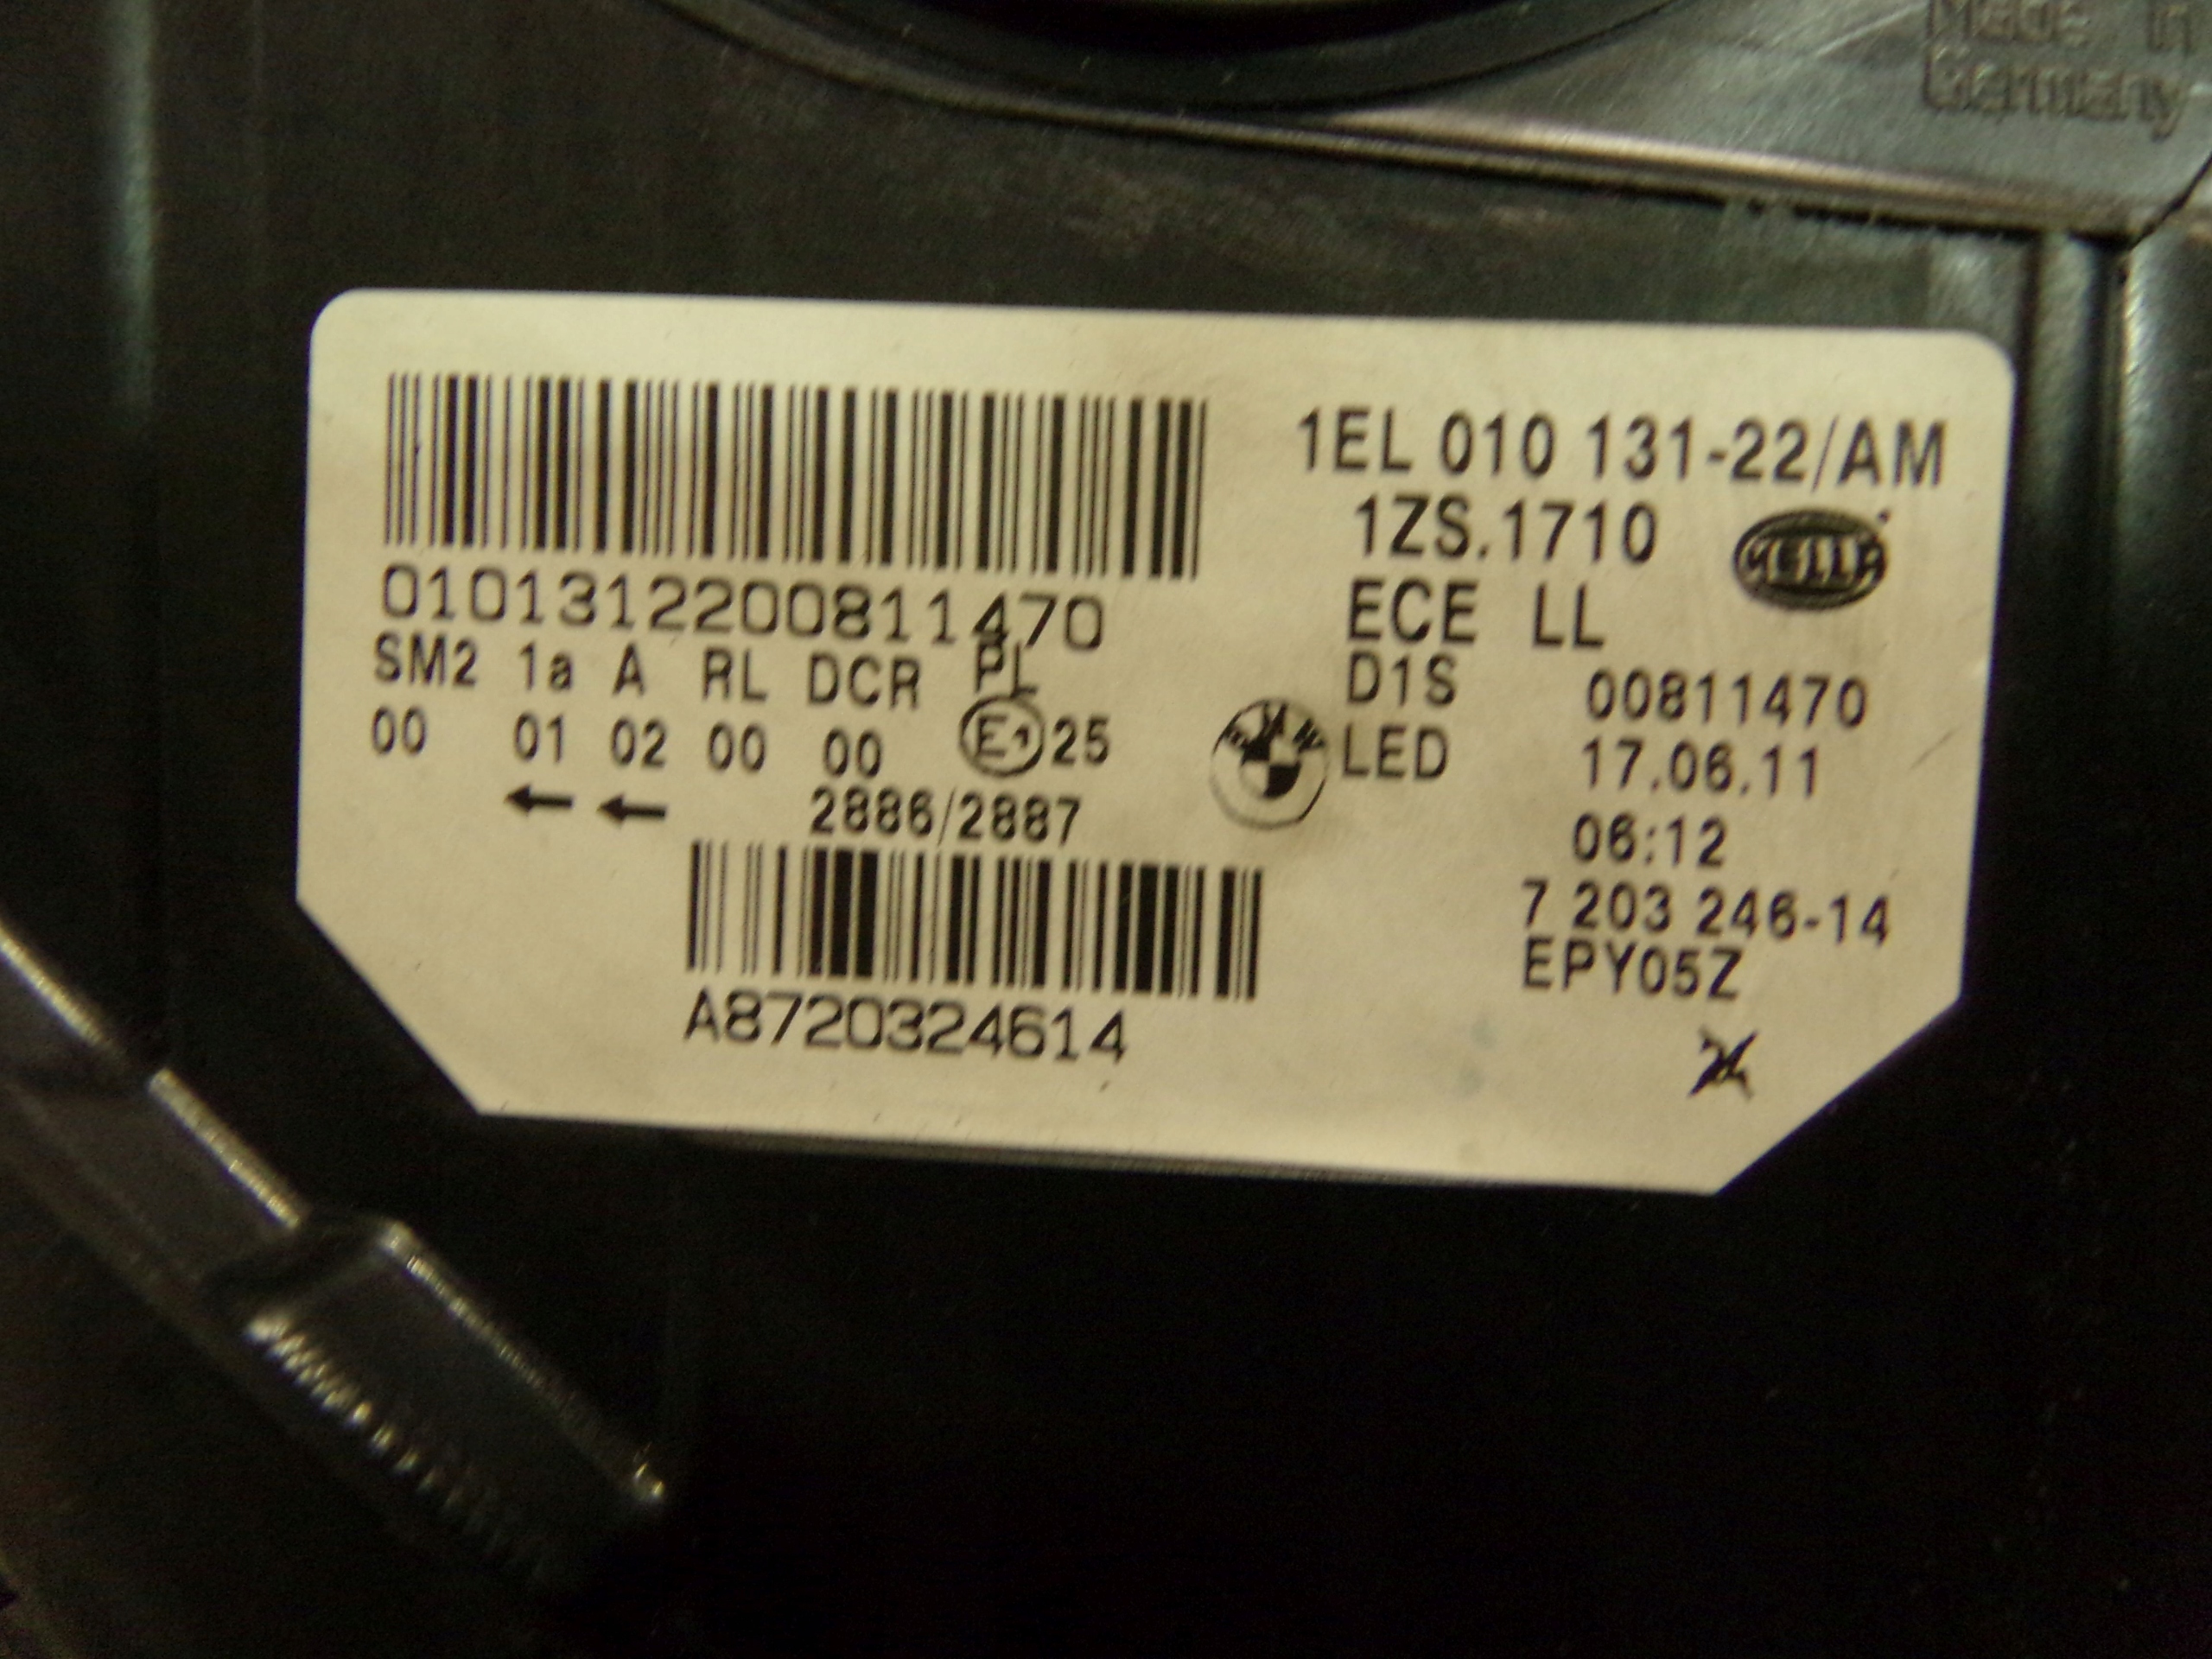 Made in
Germany
1EL 010 131-22/AM
1ZS.1710
HELLA
0101312200811470
ECE LL
SM2 1a A RL DCR PL
D1S 00811470
00 01 02 00 00 E1 25
BMW
LED 17.06.11
← ← 2886/2887
06:12
7 203 246-14
A8720324614
EPY05Z